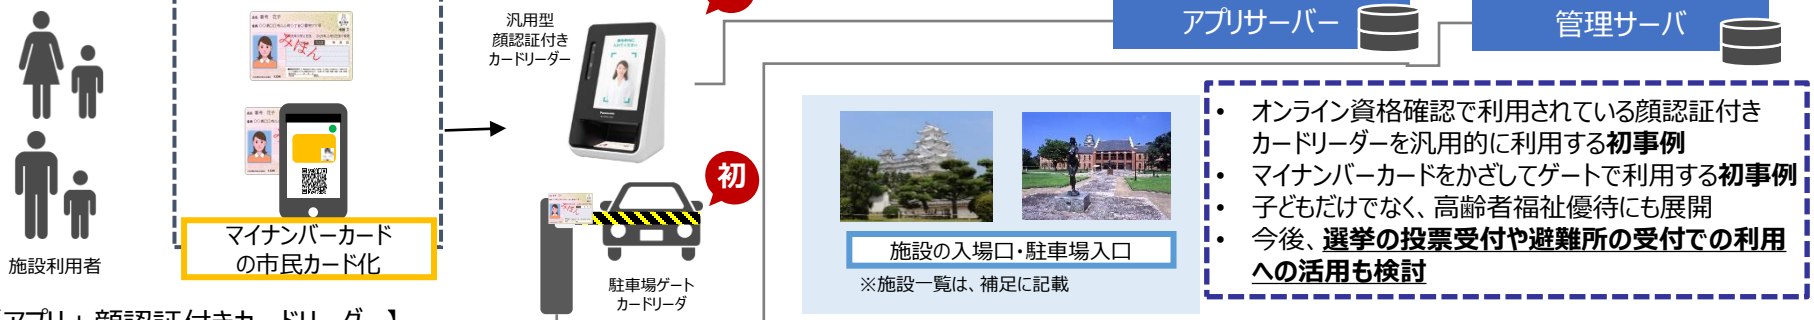 汎用型
顔認証付き
カードリーダー
アプリサーバー
管理サーバ
みほん
みほん
初
マイナンバーカード
の市民カード化
施設利用者
駐車場ゲート
カードリーダ
施設の入場口・駐車場入口
※施設一覧は、補足に記載
• オンライン資格確認で利用されている顔認証付き
カードリーダーを汎用的に利用する初事例
• マイナンバーカードをかざしてゲートで利用する初事例
• 子どもだけでなく、高齢者福祉優待にも展開
• 今後、選挙の投票受付や避難所の受付での利用
への活用も検討